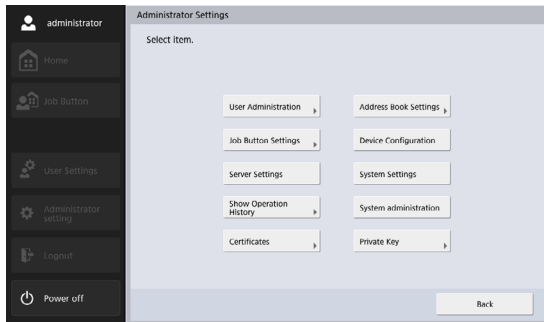 administrator
Home
Job Button
User Settings
Administrator
setting
Logout
Power off
Administrator Settings
Select item.
User Administration
Address Book Settings
Job Button Settings
Device Configuration
Server Settings
System Settings
Show Operation
History
System administration
Certificates
Private Key
Back